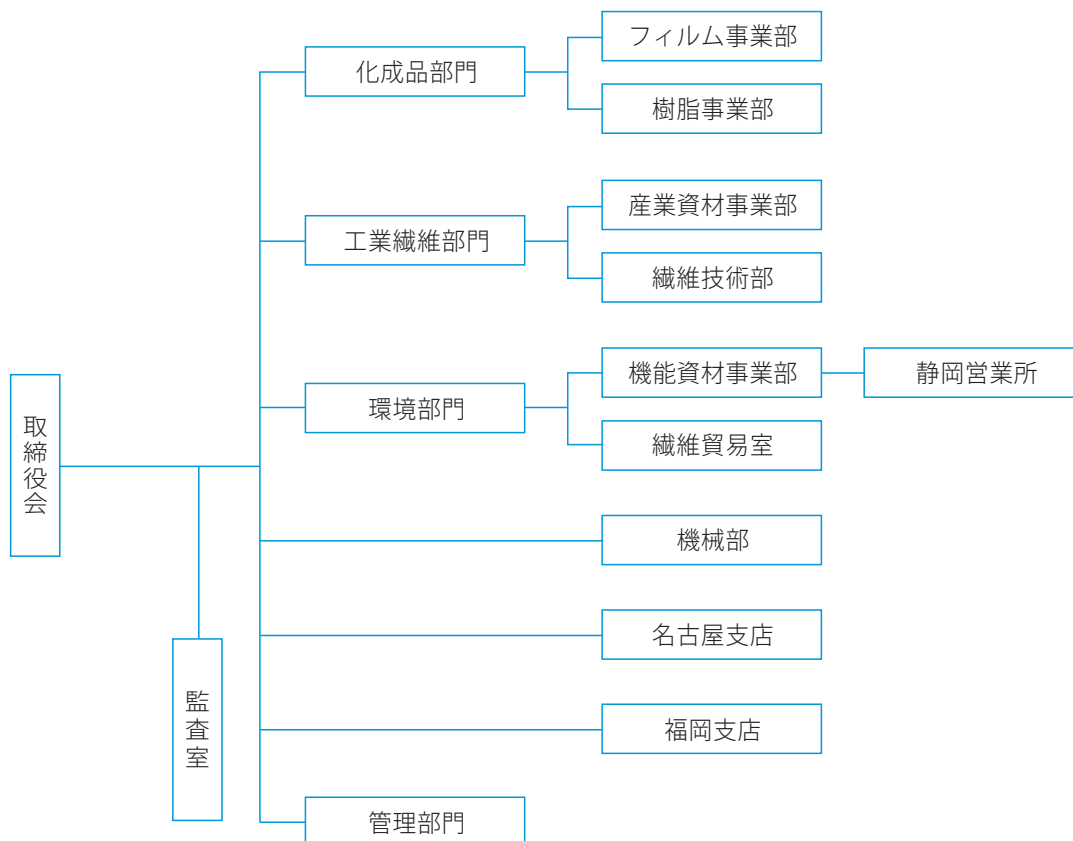 取締役会
監査室
化成品部門
フィルム事業部
樹脂事業部
工業繊維部門
産業資材事業部
繊維技術部
環境部門
機能資材事業部
静岡営業所
繊維貿易室
機械部
名古屋支店
福岡支店
管理部門